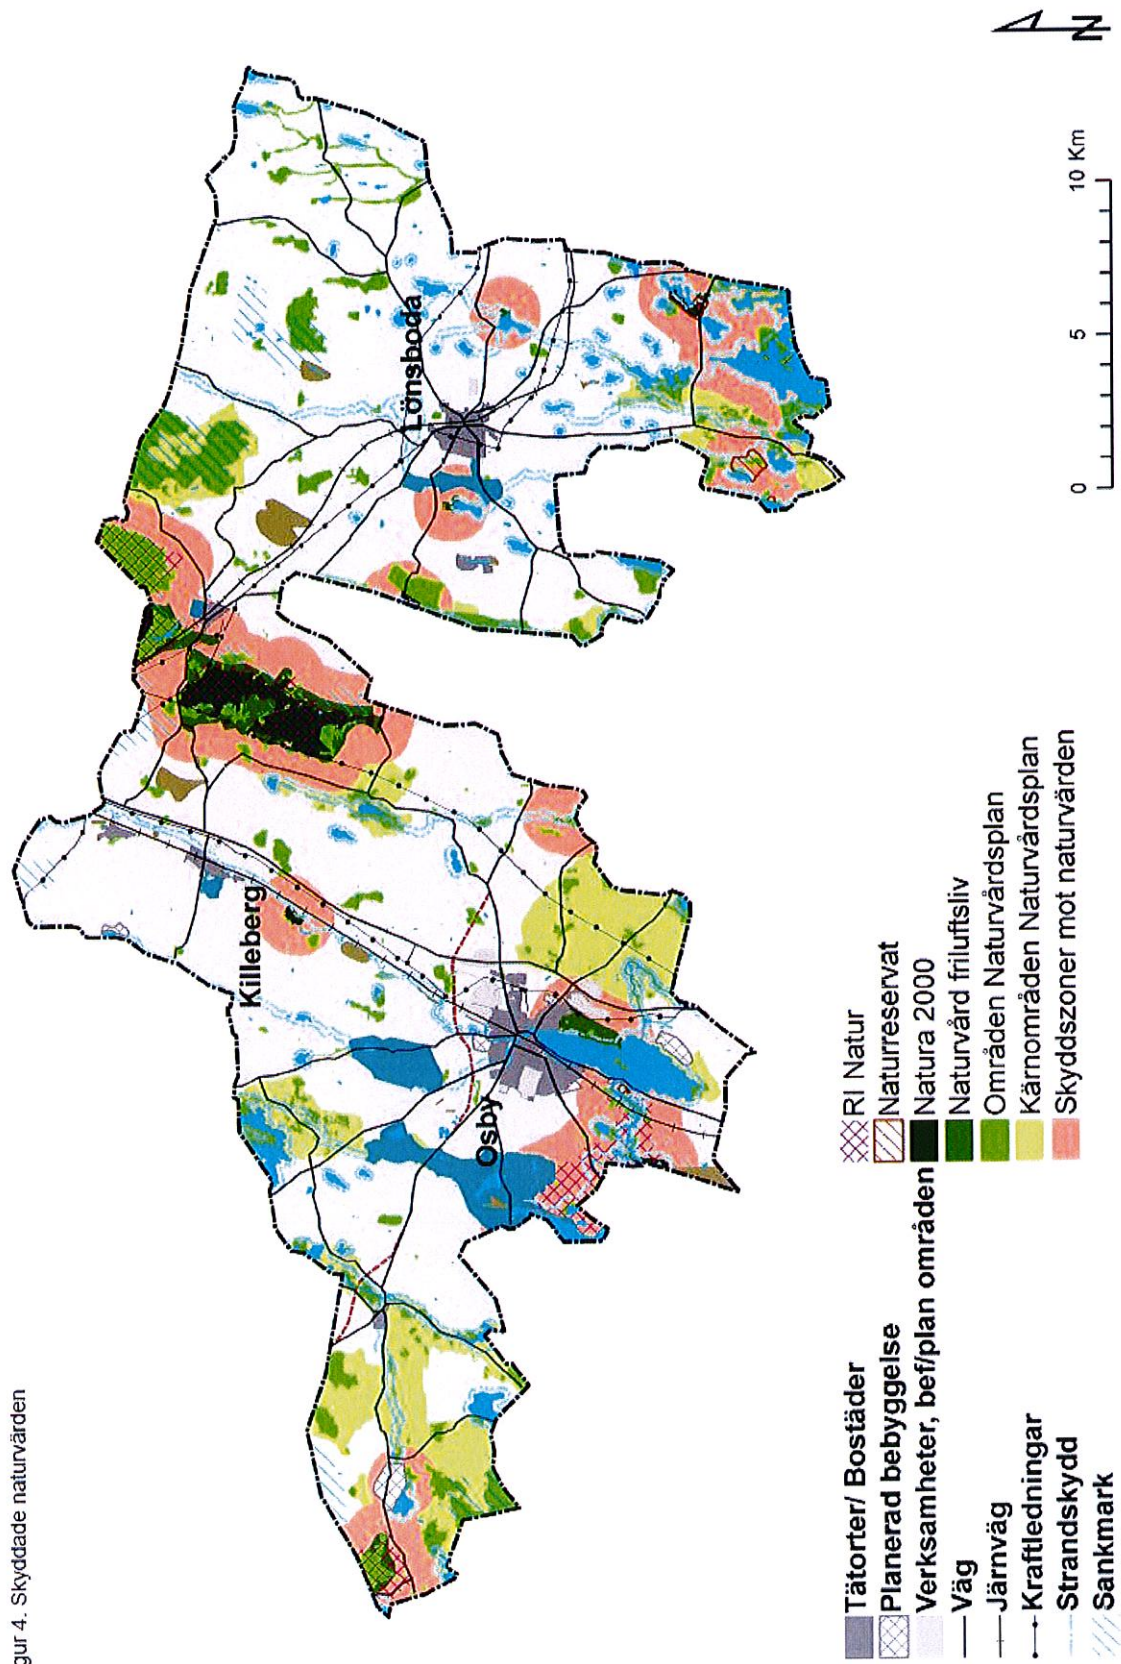 gur 4. Skyddade naturvärden
N
Killeberg
Lönsboda
Osby
0 5 10 Km
Tätorter/ Bostäder
Planerad bebyggelse
Verksamheter, bef/plan områden
Väg
Järnväg
Kraftledningar
Strandskydd
Sankmark
RI Natur
Naturreservat
Natura 2000
Naturvård friluftsliv
Områden Naturvårdsplan
Kärnområden Naturvårdsplan
Skyddszoner mot naturvärden